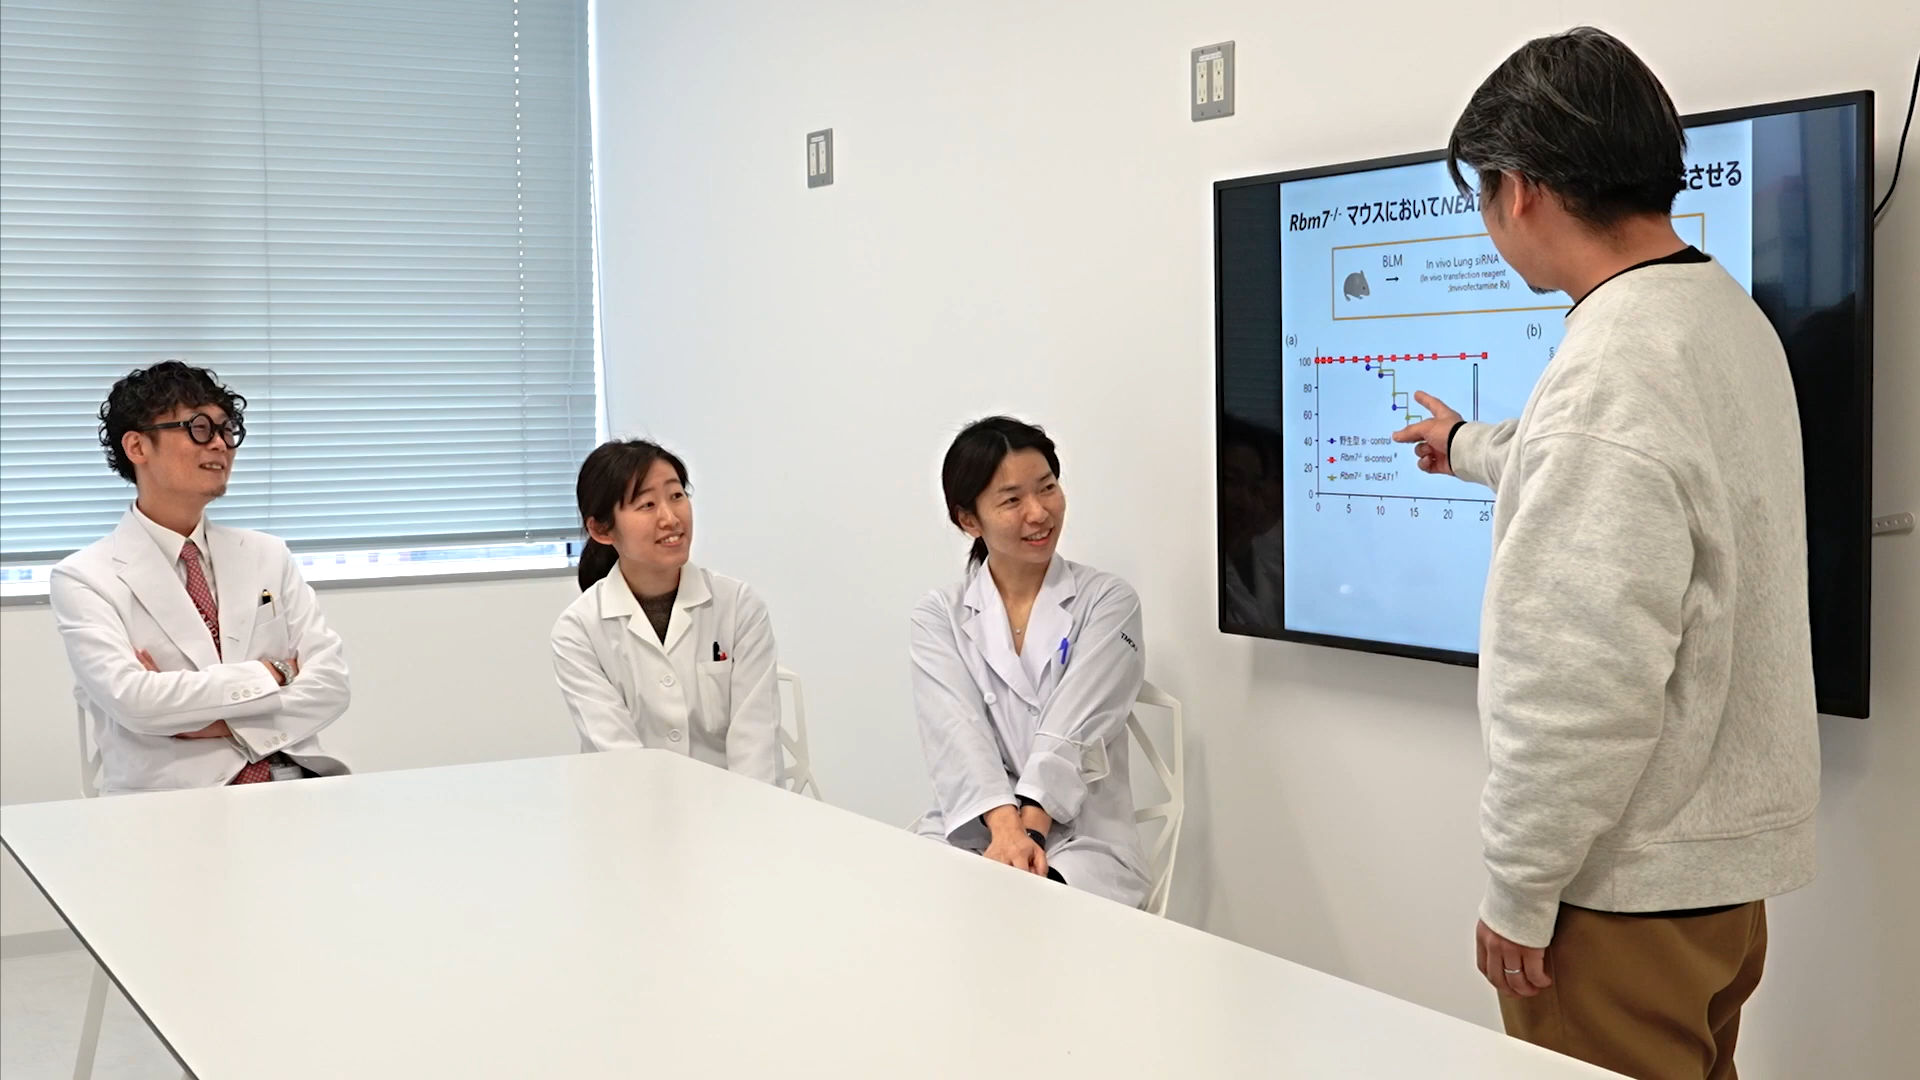 Rbm7-/- マウスにおいてNEAT させる
BLM
In vivo Lung siRNA
(In vivo transfection reagent
;Invivofectamine Rx)
(a)
(b)
100
80
60
40
20
0
野生型 si-control
Rbm7-/- si-control
Rbm7-/- si-NEAT1
0 5 10 15 20 25